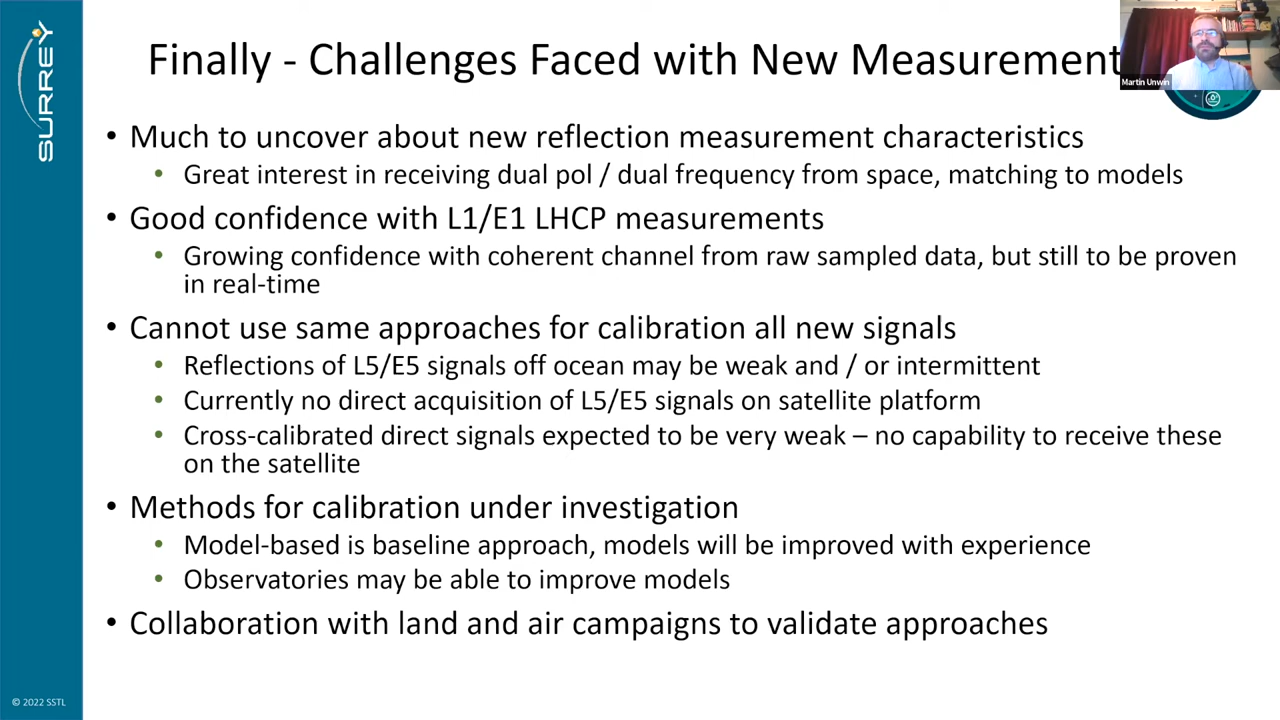 SURREY
Finally - Challenges Faced with New Measurement
Martin Unwin
• Much to uncover about new reflection measurement characteristics
• Great interest in receiving dual pol / dual frequency from space, matching to models
• Good confidence with L1/E1 LHCP measurements
• Growing confidence with coherent channel from raw sampled data, but still to be proven
in real-time
• Cannot use same approaches for calibration all new signals
• Reflections of L5/E5 signals off ocean may be weak and / or intermittent
• Currently no direct acquisition of L5/E5 signals on satellite platform
• Cross-calibrated direct signals expected to be very weak – no capability to receive these
on the satellite
• Methods for calibration under investigation
• Model-based is baseline approach, models will be improved with experience
• Observatories may be able to improve models
• Collaboration with land and air campaigns to validate approaches
© 2022 SSTL